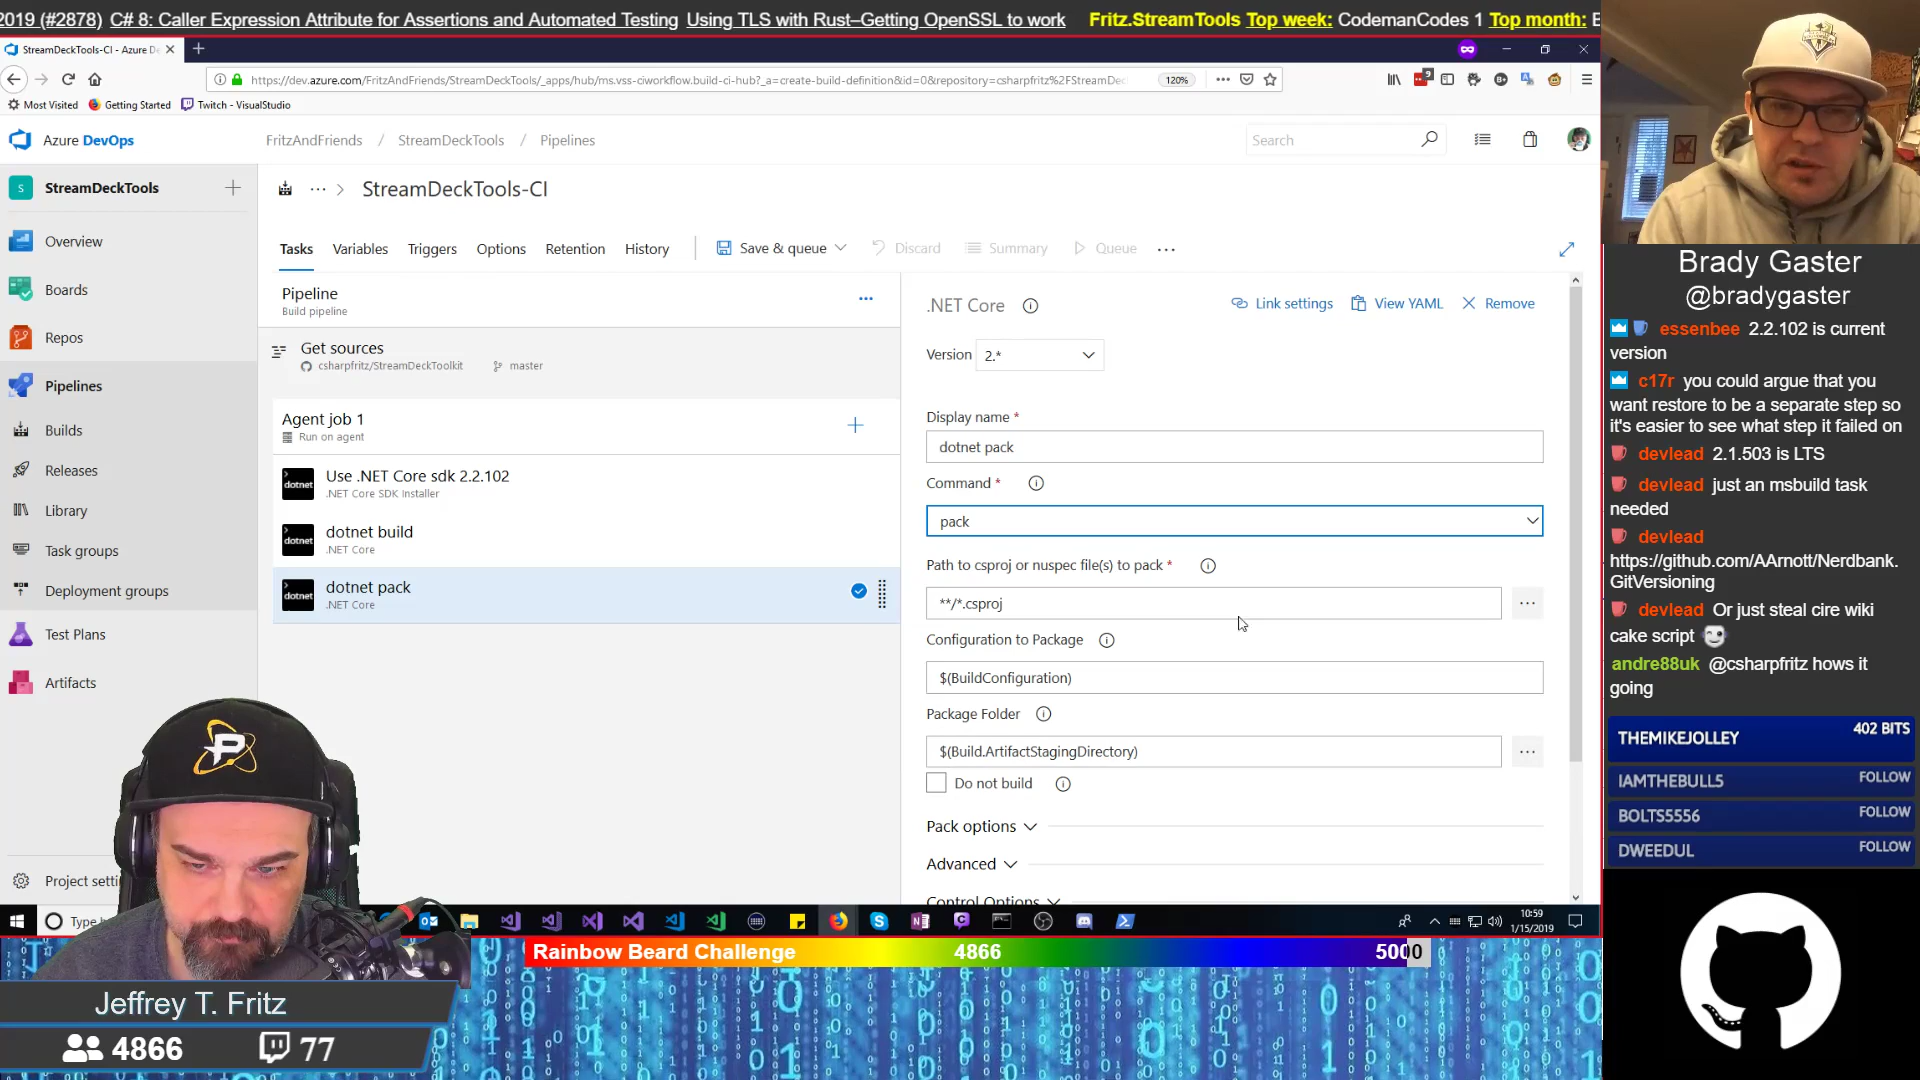 2019 (#2878) C# 8: Caller Expression Attribute for Assertions and Automated Testing Using TLS with Rust–Getting OpenSSL to work Fritz.StreamTools Top week: CodemanCodes 1 Top month:
StreamDeckTools-CI - Azure De
https://dev.azure.com/FritzAndFriends/StreamDeckTools/_apps/hub/ms.vss-ciworkflow.build-ci-hub?_a=create-build-definition&id=0&repository=csharpfritz%2FStreamDec
120%
9
Most Visited
Getting Started
Twitch - VisualStudio
Azure DevOps
FritzAndFriends / StreamDeckTools / Pipelines
Search
S
StreamDeckTools
Overview
Boards
Repos
Pipelines
Builds
Releases
Library
Task groups
Deployment groups
Test Plans
Artifacts
StreamDeckTools-CI
Tasks
Variables
Triggers
Options
Retention
History
Save & queue
Discard
Summary
Queue
Pipeline
Build pipeline
Get sources
csharpfritz/StreamDeckToolkit
master
Agent job 1
Run on agent
dotnet
Use .NET Core sdk 2.2.102
.NET Core SDK Installer
dotnet
dotnet build
.NET Core
dotnet
dotnet pack
.NET Core
.NET Core
Link settings
View YAML
Remove
Version
2.*
Display name *
dotnet pack
Command *
pack
Path to csproj or nuspec file(s) to pack *
**/*.csproj
Configuration to Package
$(BuildConfiguration)
Package Folder
$(Build.ArtifactStagingDirectory)
Do not build
Pack options
Advanced
Control Options
10:59
1/15/2019
P
Rainbow Beard Challenge
4866
5000
Jeffrey T. Fritz
4866
77
Brady Gaster
@bradygaster
essenbee 2.2.102 is current
version
c17r you could argue that you
want restore to be a separate step so
it's easier to see what step it failed on
devlead 2.1.503 is LTS
devlead just an msbuild task
needed
devlead
https://github.com/AArnott/Nerdbank.
GitVersioning
devlead Or just steal cire wiki
cake script
andre88uk @csharpfritz hows it
going
THEMIKEJOLLEY
402 BITS
IAMTHEBULL5
FOLLOW
BOLTS5556
FOLLOW
DWEEDUL
FOLLOW